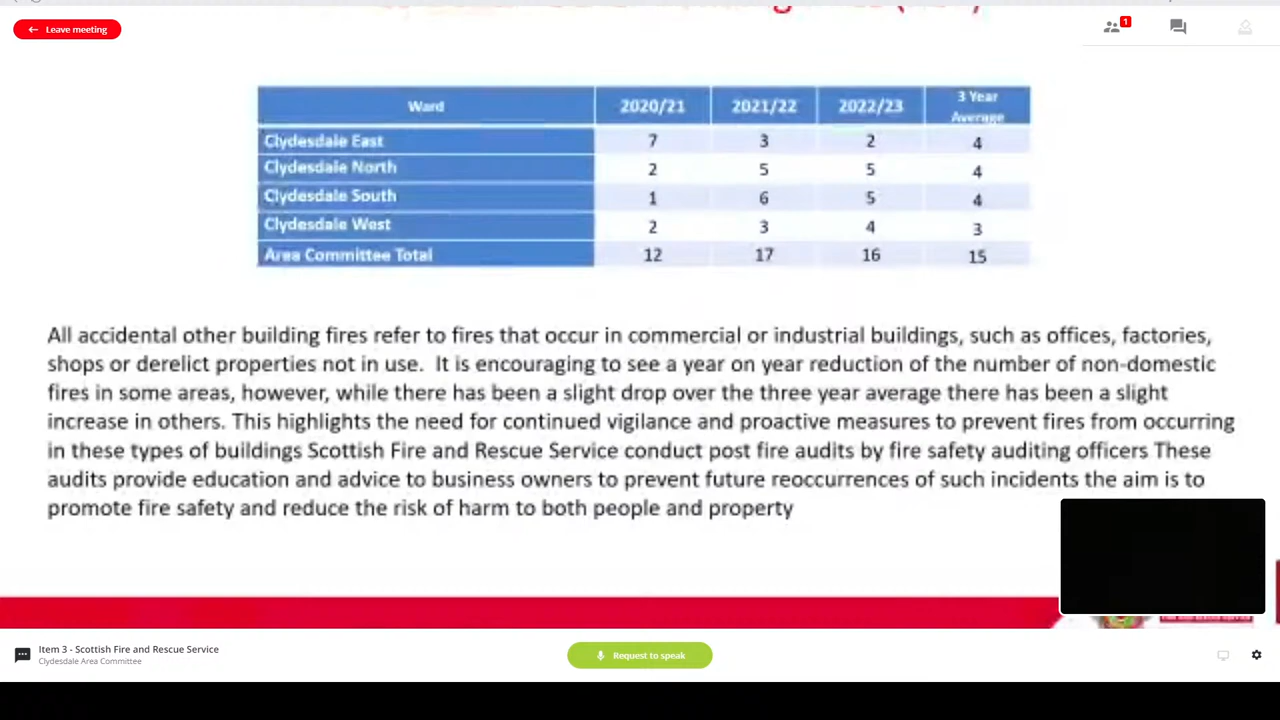 Leave meeting
1
Ward 2020/21 2021/22 2022/23 3 Year Average
Clydesdale East 7 3 2 4
Clydesdale North 2 5 5 4
Clydesdale South 1 6 5 4
Clydesdale West 2 3 4 3
Area Committee Total 12 17 16 15
All accidental other building fires refer to fires that occur in commercial or industrial buildings, such as offices, factories,
shops or derelict properties not in use. It is encouraging to see a year on year reduction of the number of non-domestic
fires in some areas, however, while there has been a slight drop over the three year average there has been a slight
increase in others. This highlights the need for continued vigilance and proactive measures to prevent fires from occurring
in these types of buildings Scottish Fire and Rescue Service conduct post fire audits by fire safety auditing officers These
audits provide education and advice to business owners to prevent future reoccurrences of such incidents the aim is to
promote fire safety and reduce the risk of harm to both people and property
Item 3 - Scottish Fire and Rescue Service
Clydesdale Area Committee
Request to speak